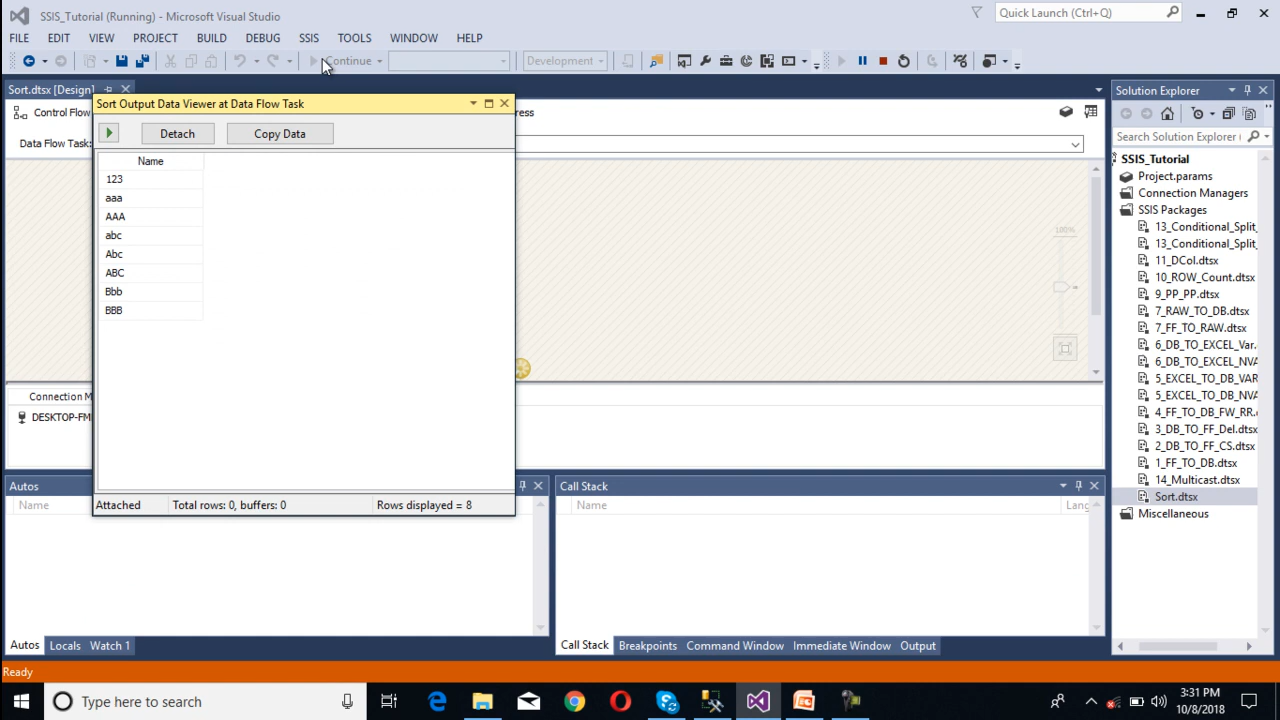 SSIS_Tutorial (Running) - Microsoft Visual Studio
Quick Launch (Ctrl+Q)
FILE EDIT VIEW PROJECT BUILD DEBUG SSIS TOOLS WINDOW HELP
Continue
Development
Sort.dtsx [Design]
Solution Explorer
Sort Output Data Viewer at Data Flow Task
Control Flow
Detach
Copy Data
Data Flow Task:
Search Solution Explorer
Name
123
aaa
AAA
abc
Abc
ABC
Bbb
BBB
100%
Attached
Total rows: 0, buffers: 0
Rows displayed = 8
SSIS_Tutorial
Project.params
Connection Managers
SSIS Packages
13_Conditional_Split_
13_Conditional_Split_
11_DCol.dtsx
10_ROW_Count.dtsx
9_PP_PP.dtsx
7_RAW_TO_DB.dtsx
7_FF_TO_RAW.dtsx
6_DB_TO_EXCEL_Var.
6_DB_TO_EXCEL_NVA
5_EXCEL_TO_DB_VAR
5_EXCEL_TO_DB_NVA
4_FF_TO_DB_FW_RR.
3_DB_TO_FF_Del.dtsx
2_DB_TO_FF_CS.dtsx
1_FF_TO_DB.dtsx
14_Multicast.dtsx
Sort.dtsx
Miscellaneous
Connection M
DESKTOP-FM
Autos
Name
Call Stack
Name
Lang
Autos Locals Watch 1
Call Stack Breakpoints Command Window Immediate Window Output
Ready
Type here to search
3:31 PM
10/8/2018